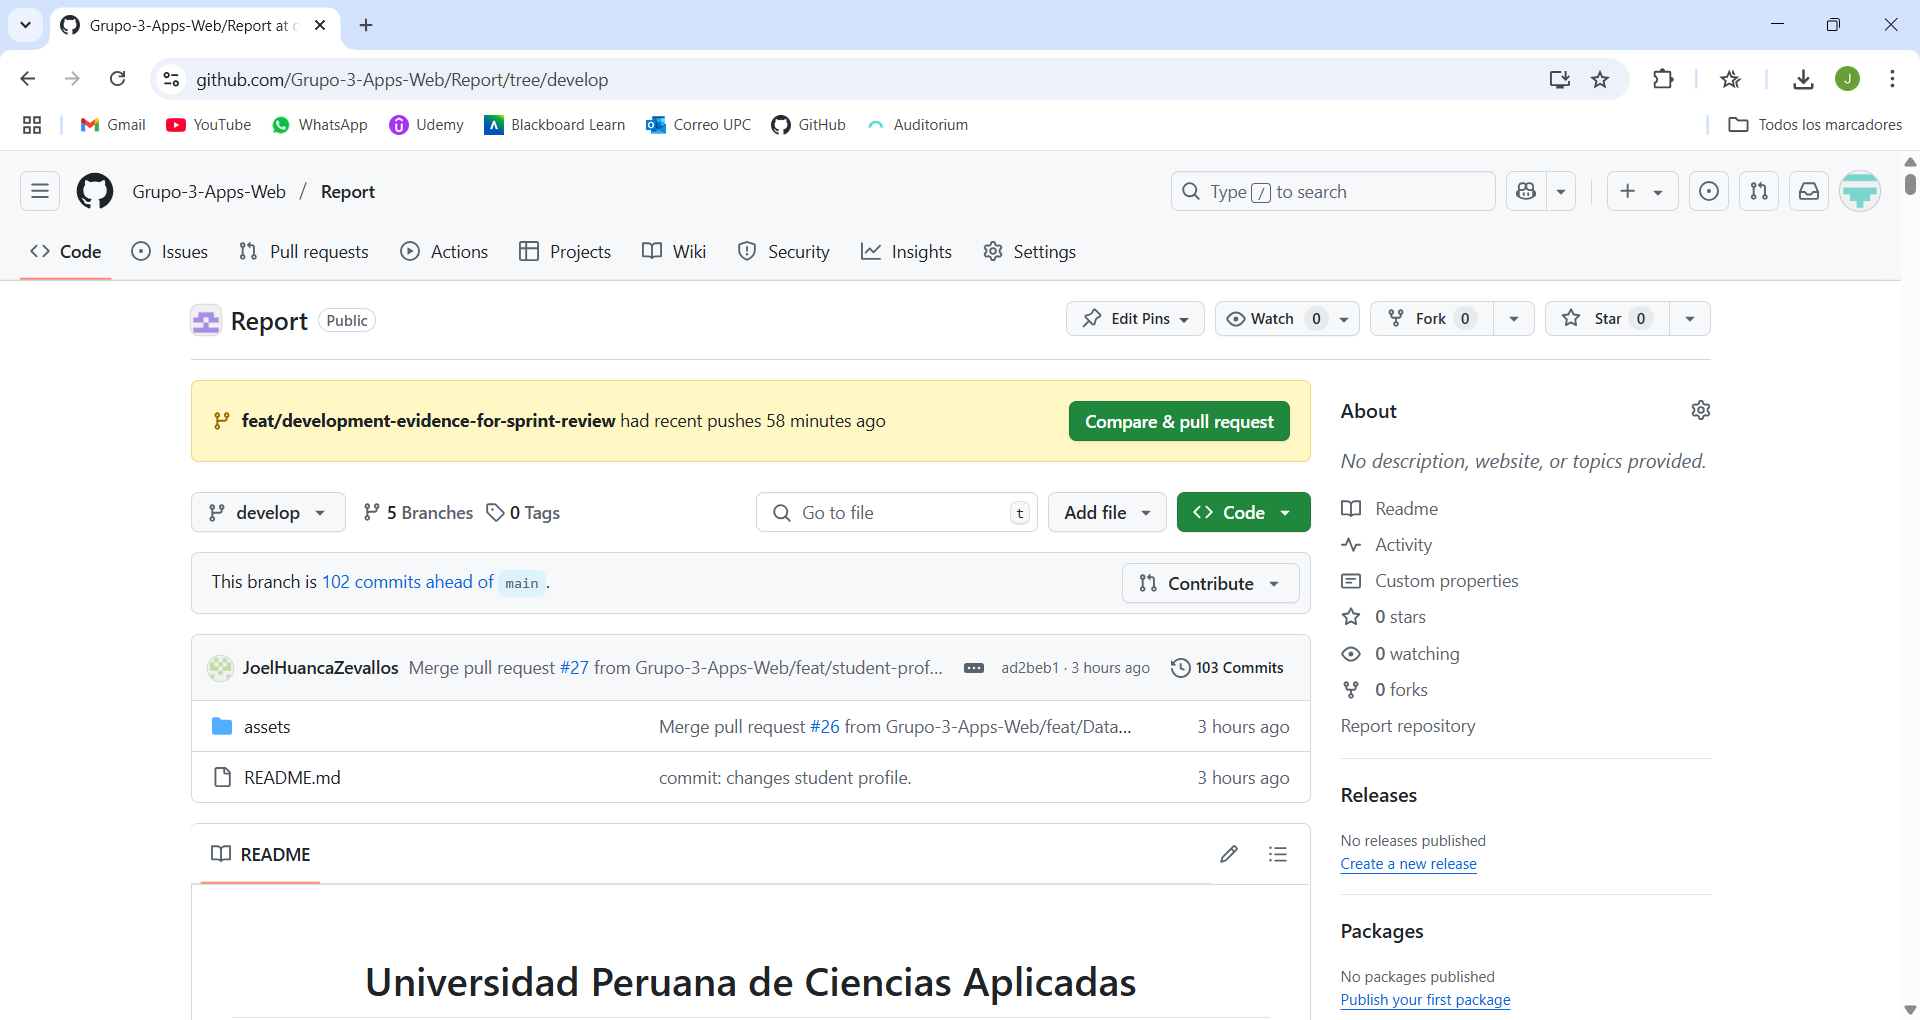 Grupo-3-Apps-Web/Report at
github.com/Grupo-3-Apps-Web/Report/tree/develop
J
Gmail
YouTube
WhatsApp
Udemy
Blackboard Learn
Correo UPC
GitHub
Auditorium
Todos los marcadores
Grupo-3-Apps-Web / Report
Type / to search
Code
Issues
Pull requests
Actions
Projects
Wiki
Security
Insights
Settings
Report
Public
Edit Pins
Watch 0
Fork 0
Star 0
feat/development-evidence-for-sprint-review had recent pushes 58 minutes ago
Compare & pull request
develop
5 Branches
0 Tags
Go to file
t
Add file
Code
This branch is 102 commits ahead of main .
Contribute
JoelHuancaZevallos Merge pull request #27 from Grupo-3-Apps-Web/feat/student-prof...
ad2beb1 · 3 hours ago
103 Commits
assets
Merge pull request #26 from Grupo-3-Apps-Web/feat/Data...
3 hours ago
README.md
commit: changes student profile.
3 hours ago
README
Universidad Peruana de Ciencias Aplicadas
About
No description, website, or topics provided.
Readme
Activity
Custom properties
0 stars
0 watching
0 forks
Report repository
Releases
No releases published
Create a new release
Packages
No packages published
Publish your first package